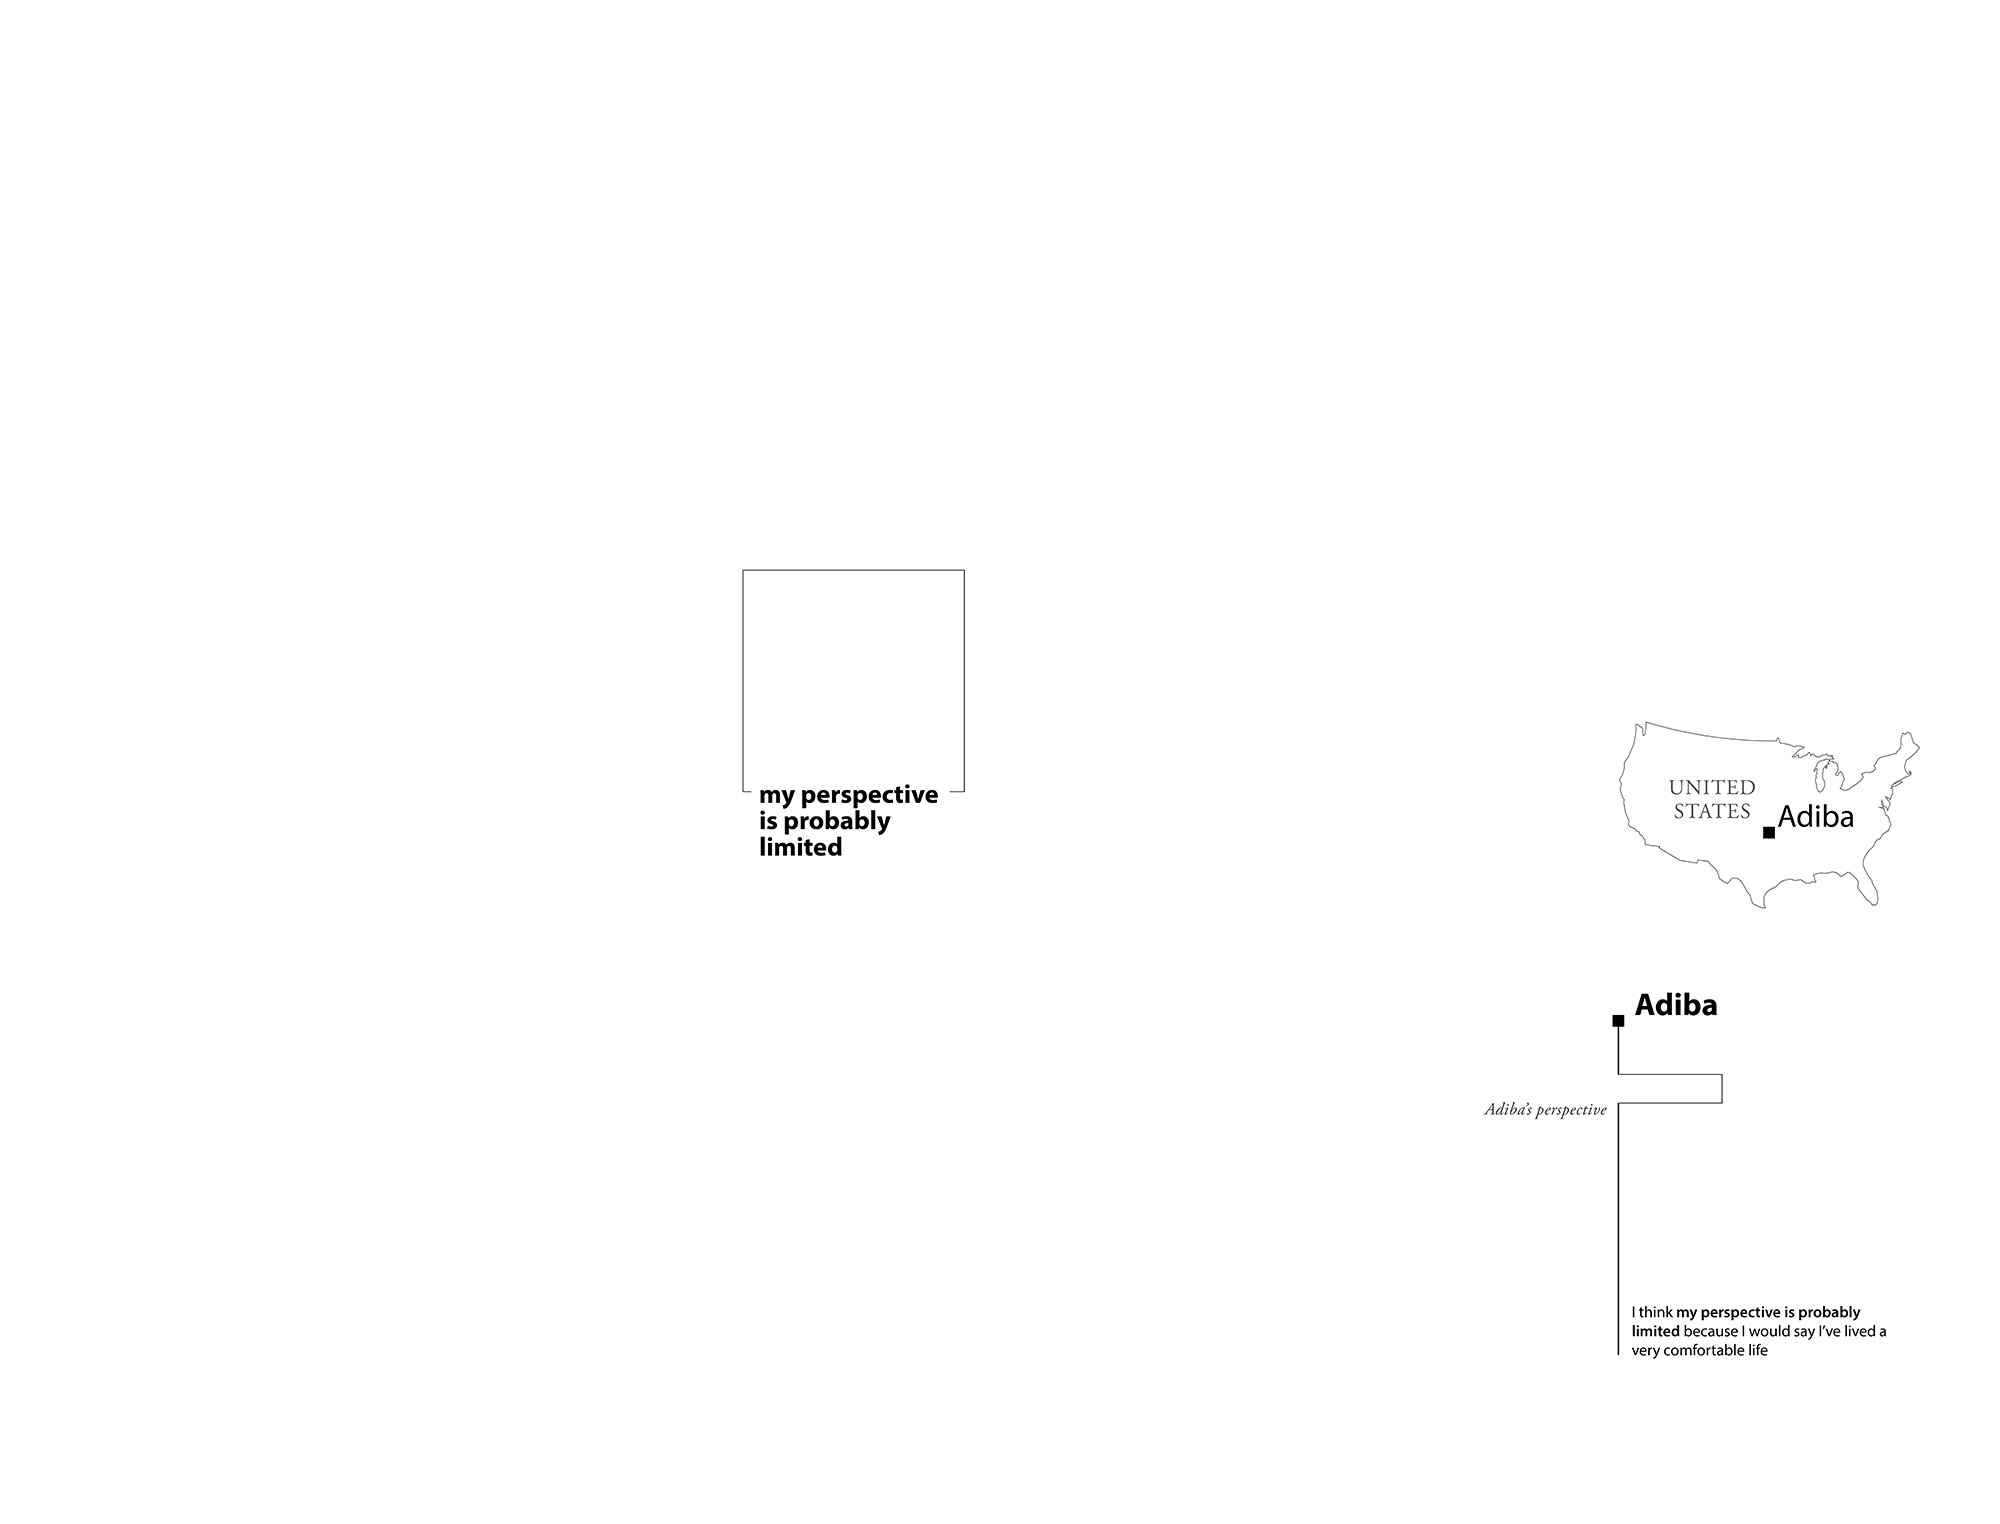 my perspective
is probably
limited
UNITED
STATES
Adiba
Adiba
Adiba’s perspective
I think my perspective is probably
limited because I would say I’ve lived a
very comfortable life